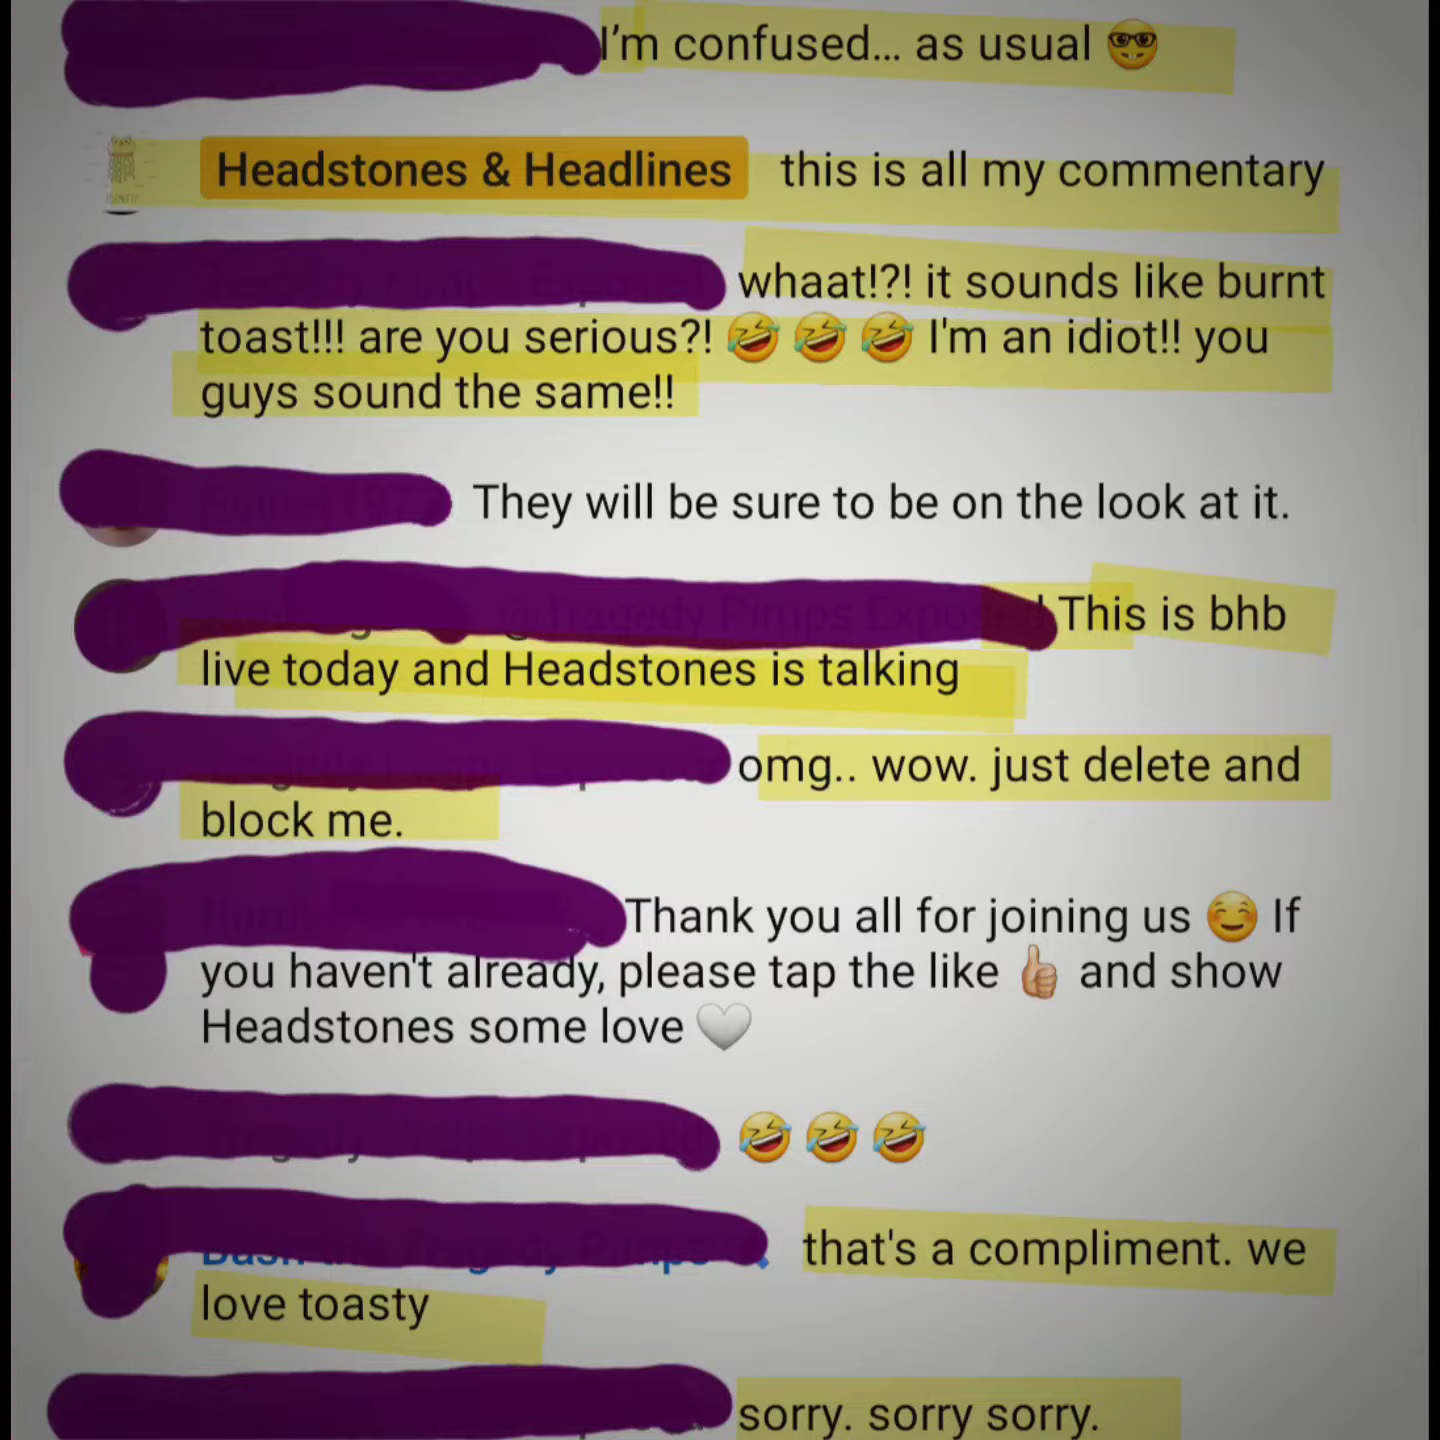 I'm confused... as usual 🤓
Headstones & Headlines this is all my commentary
whaat!?! it sounds like burnt
toast!!! are you serious?! 🤣 🤣 🤣 I'm an idiot!! you
guys sound the same!!
They will be sure to be on the look at it.
@Tragedy Pimps Exposed This is bhb
live today and Headstones is talking
omg.. wow. just delete and
block me.
Thank you all for joining us ☺️ If
you haven't already, please tap the like 👍🏻 and show
Headstones some love 🤍
🤣 🤣 🤣
that's a compliment. we
love toasty
sorry. sorry sorry.